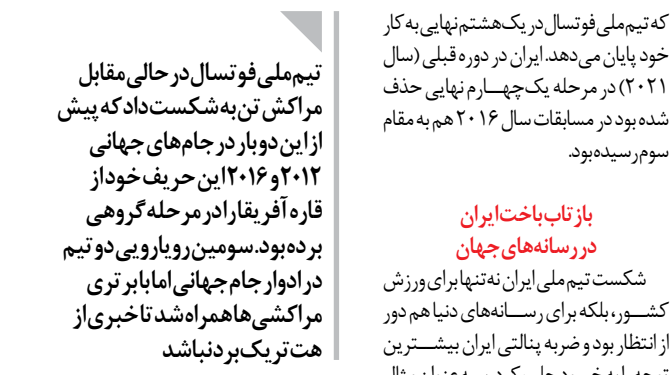 که تیم‌ملی فوتسال در یک‌هشتم نهایی به کار
خود پایان می‌دهد. ایران در دوره قبلی (سال
۲۰۲۱) در مرحله یک‌چهـــارم نهایی حذف
شده بود در مسابقات سال ۲۰۱۶ هم به مقام
سوم رسیده بود.
بازتاب باخت ایران
در رسانه‌های جهان
شکست تیم ملی ایران نه‌تنها برای ورزش
کشـــور، بلکه برای رســـانه‌های دنیا هم دور
از انتظار بود و ضربه پنالتی ایران بیشـــترین
تیم‌ملی فوتسال در حالی مقابل
مراکش تن به شکست داد که پیش
از این دوبار در جام‌های جهانی
۲۰۱۲ و ۲۰۱۶ این حریف خود از
قاره آفریقا را در مرحله گروهی
برده بود. سومین رویارویی دو تیم
در ادوار جام جهانی اما با برتری
مراکشی‌ها همراه شد تا خبری از
هت‌تریک برد نباشد